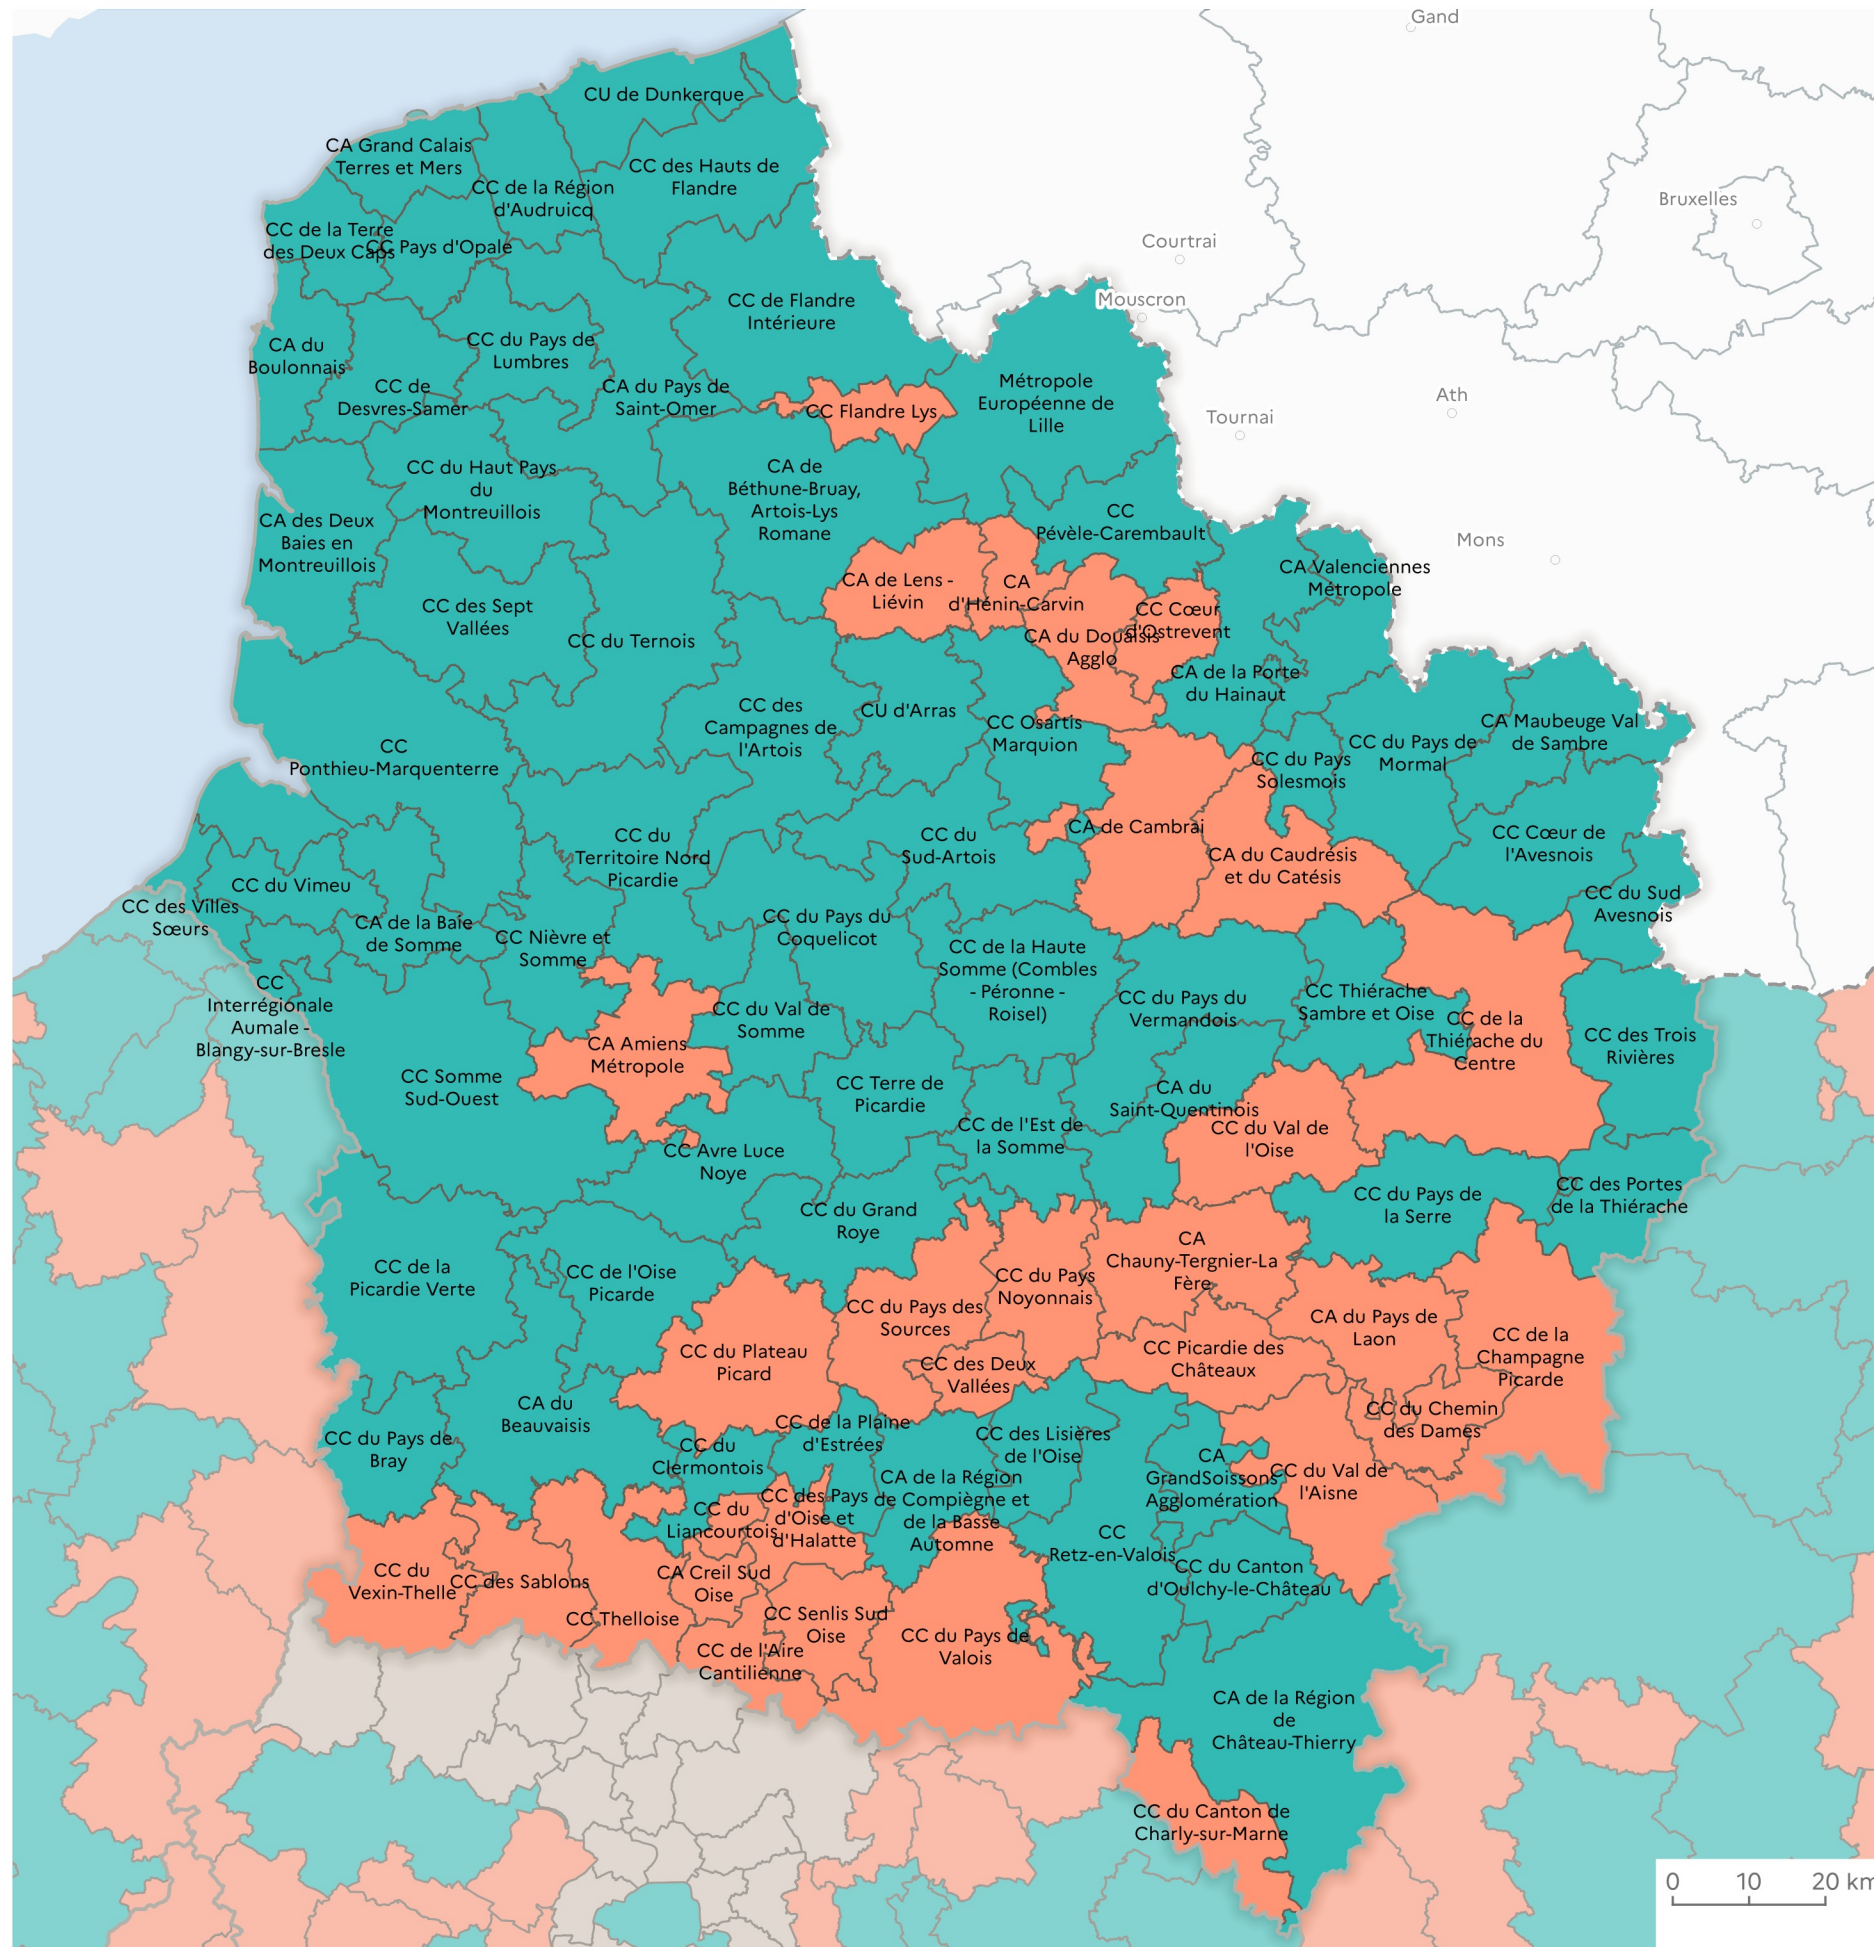 Gand
CU de Dunkerque
CA Grand Calais
Terres et Mers
CC des Hauts de
Flandre
CC de la Région
d'Audruicq
Bruxelles
CC de la Terre
des Deux Caps
CC Pays d'Opale
Courtrai
Mouscron
CC de Flandre
Intérieure
CA du
Boulonnais
CC du Pays de
Lumbres
CC de
Desvres-Samer
CA du Pays de
Saint-Omer
CC Flandre Lys
Métropole
Européenne de
Lille
Ath
Tournai
CC du Haut Pays
du
Montreuillois
CA de
Béthune-Bruay,
Artois-Lys
Romane
CA des Deux
Baies en
Montreuillois
CC
Pévèle-Carembault
Mons
CA Valenciennes
Métropole
CA de Lens -
Liévin
CA
d'Hénin-Carvin
CC Cœur
d'Ostrevent
CC des Sept
Vallées
CC du Ternois
CA du Douaisis
Agglo
CA de la Porte
du Hainaut
CC des
Campagnes de
l'Artois
CU d'Arras
CC Osartis
Marquion
CC du Pays
Solesmois
CC du Pays de
Mormal
CA Maubeuge Val
de Sambre
CC
Ponthieu-Marquenterre
CC du
Territoire Nord
Picardie
CC du
Sud-Artois
CA de Cambrai
CA du Caudrésis
et du Catésis
CC Cœur de
l'Avesnois
CC du Sud
Avesnois
CC du Vimeu
CC des Villes
Sœurs
CA de la Baie
de Somme
CC Nièvre et
Somme
CC du Pays du
Coquelicot
CC de la Haute
Somme (Combles
- Péronne -
Roisel)
CC
Interrégionale
Aumale -
Blangy-sur-Bresle
CC du Val de
Somme
CC du Pays du
Vermandois
CC Thiérache
Sambre et Oise
CC de la
Thiérache du
Centre
CC des Trois
Rivières
CA Amiens
Métropole
CC Somme
Sud-Ouest
CC Terre de
Picardie
CA du
Saint-Quentinois
CC de l'Est de
la Somme
CC du Val de
l'Oise
CC Avre Luce
Noye
CC du Pays de
la Serre
CC des Portes
de la Thiérache
CC du Grand
Roye
CC de la
Picardie Verte
CC de l'Oise
Picarde
CA
Chauny-Tergnier-La
Fère
CC du Pays
Noyonnais
CC du Pays des
Sources
CA du Pays de
Laon
CC de la
Champagne
Picarde
CC du Plateau
Picard
CC des Deux
Vallées
CC Picardie des
Châteaux
CA du
Beauvaisis
CC du Chemin
des Dames
CC du Pays de
Bray
CC de la Plaine
d'Estrées
CC du
Clermontois
CC des Lisières
de l'Oise
CA
GrandSoissons
Agglomération
CC du Val de
l'Aisne
CA de la Région
de Compiègne et
de la Basse
Automne
CC des Pays
d'Oise et
d'Halatte
CC du
Liancourtois
CC
Retz-en-Valois
CC du Canton
d'Oulchy-le-Château
CC du
Vexin-Thelle
CC des Sablons
CA Creil Sud
Oise
CC Thelloise
CC Senlis Sud
Oise
CC de l'Aire
Cantilienne
CC du Pays de
Valois
CA de la Région
de
Château-Thierry
CC du Canton de
Charly-sur-Marne
0 10 20 km